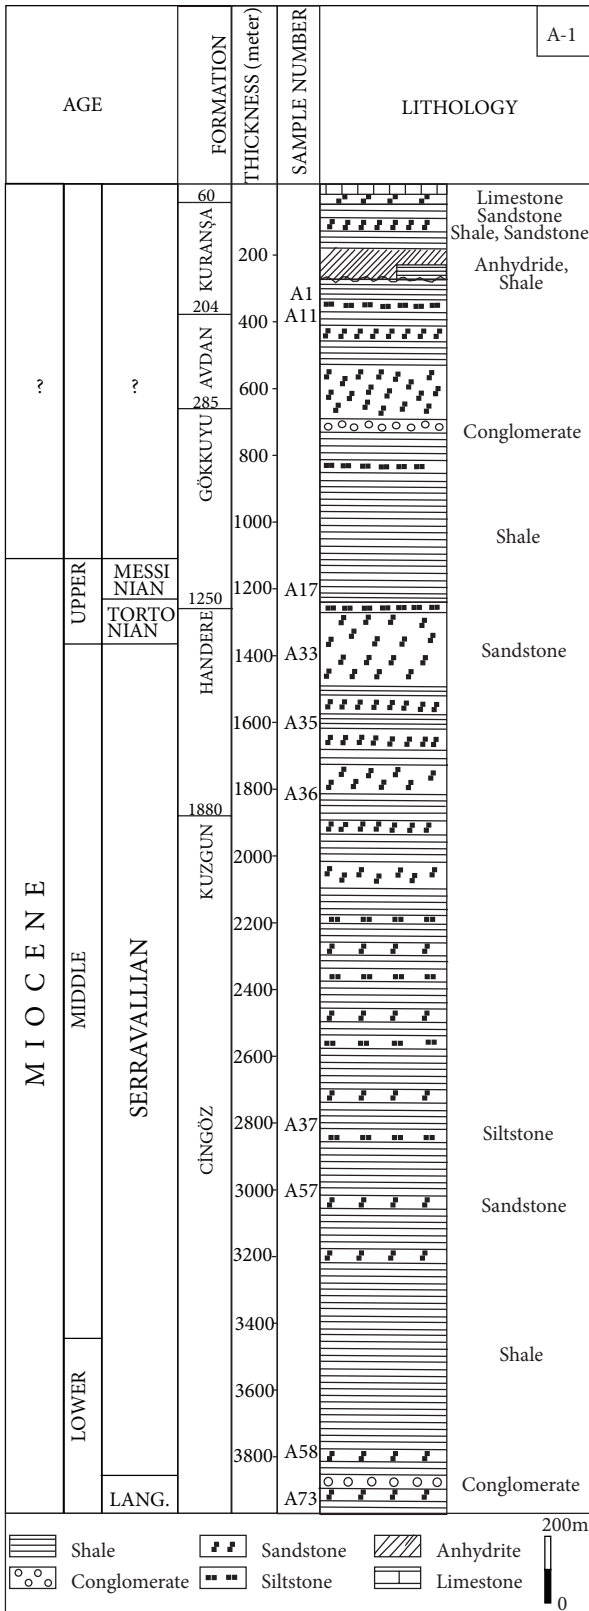 A-1
AGE
FORMATION
THICKNESS (meter)
SAMPLE NUMBER
LITHOLOGY
60
Limestone
Sandstone
Shale, Sandstone
KURANŞA
200
Anhydride,
Shale
A1
204
A11
400
AVDAN
?
?
600
285
Conglomerate
GÖKKUYU
800
1000
Shale
UPPER
MESSI
NIAN
1200
A17
1250
TORTO
NIAN
HANDERE
1400
A33
Sandstone
1600
A35
1800
A36
1880
KUZGUN
2000
MIOCENE
MIDDLE
SERRAVALLIAN
2200
2400
2600
CİNGÖZ
2800
A37
Siltstone
3000
A57
Sandstone
3200
3400
Shale
LOWER
3600
3800
A58
Conglomerate
LANG.
A73
Shale
Sandstone
Anhydrite
200m
Conglomerate
Siltstone
Limestone
0